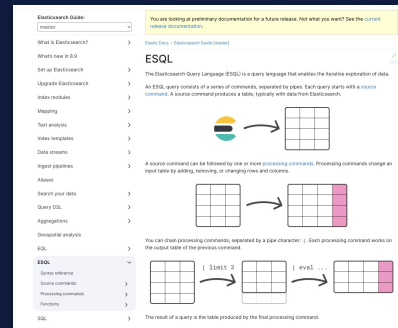 Elasticsearch Guide:
master
What is Elasticsearch?
What's new in 8.9
Set up Elasticsearch
Upgrade Elasticsearch
Index modules
Mapping
Text analysis
Index templates
Data streams
Ingest pipelines
Aliases
Search your data
Query DSL
Aggregations
Geospatial analysis
EQL
ESQL
Syntax reference
Source commands
Processing commands
Functions
SQL
You are looking at preliminary documentation for a future release. Not what you want? See the current
release documentation.
Elastic Docs › Elasticsearch Guide [master]
ESQL
The Elasticsearch Query Language (ESQL) is a query language that enables the iterative exploration of data.
An ESQL query consists of a series of commands, separated by pipes. Each query starts with a source
command. A source command produces a table, typically with data from Elasticsearch.
A source command can be followed by one or more processing commands. Processing commands change an
input table by adding, removing, or changing rows and columns.
You can chain processing commands, separated by a pipe character: |. Each processing command works on
the output table of the previous command.
| limit 3
| eval ...
The result of a query is the table produced by the final processing command.